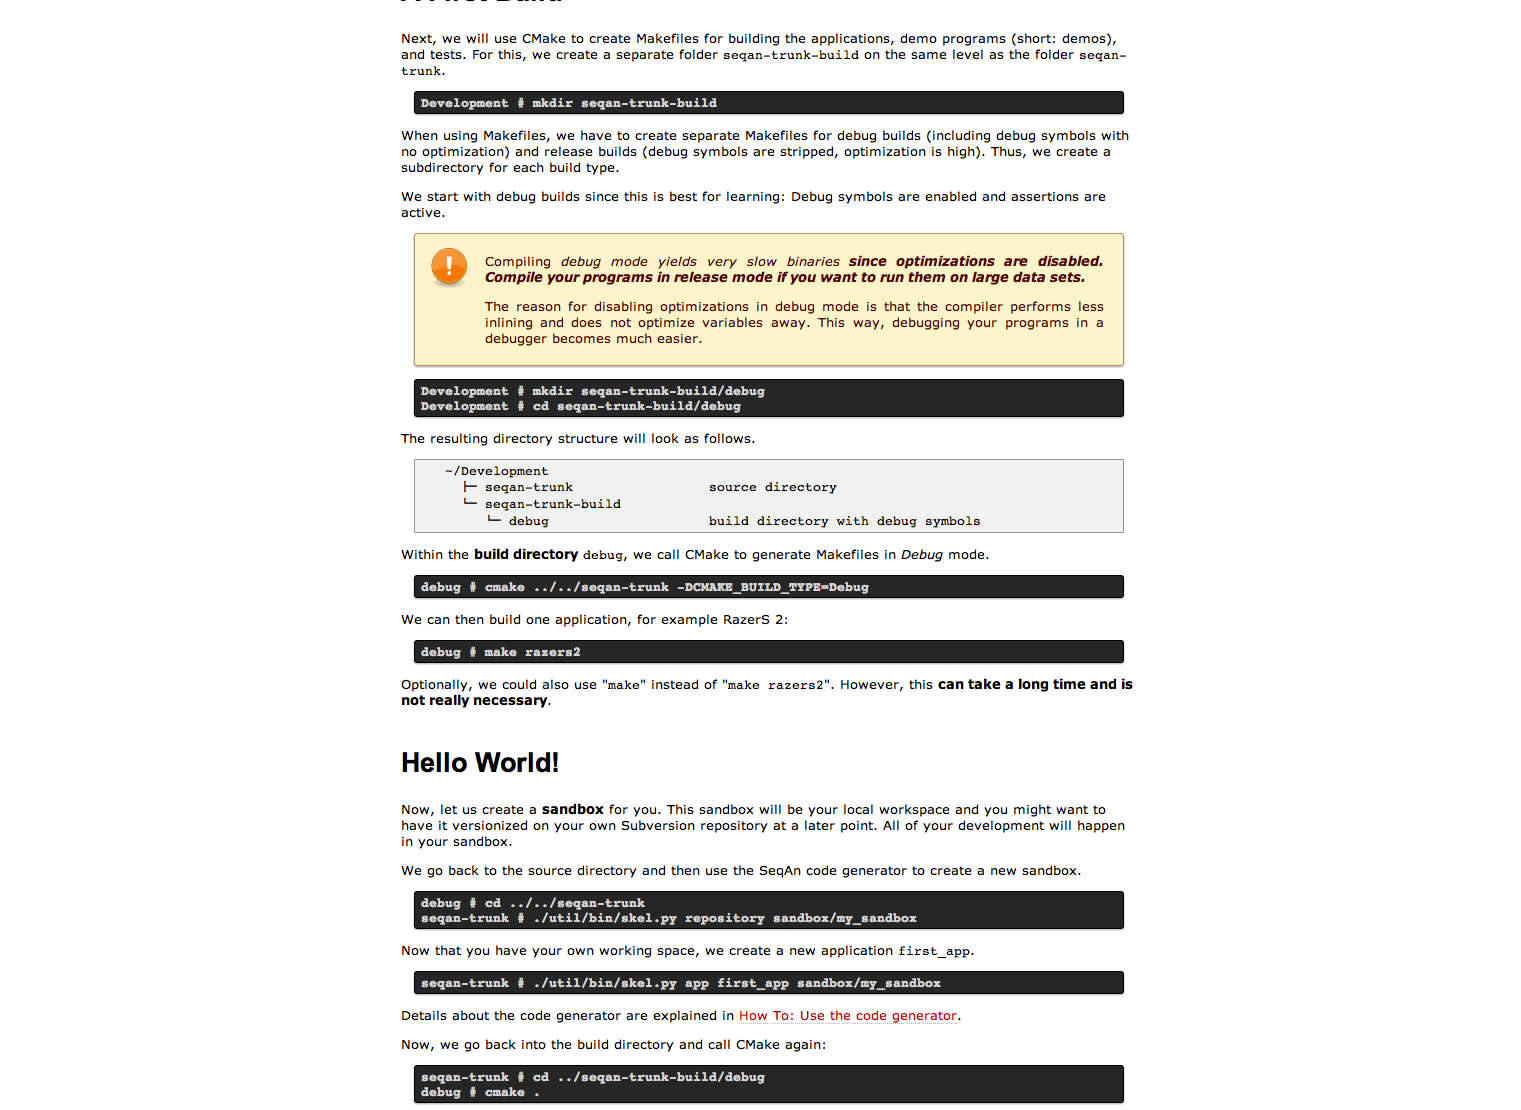 Next, we will use CMake to create Makefiles for building the applications, demo programs (short: demos),
and tests. For this, we create a separate folder seqan-trunk-build on the same level as the folder seqan-
trunk.
Development # mkdir seqan-trunk-build
When using Makefiles, we have to create separate Makefiles for debug builds (including debug symbols with
no optimization) and release builds (debug symbols are stripped, optimization is high). Thus, we create a
subdirectory for each build type.
We start with debug builds since this is best for learning: Debug symbols are enabled and assertions are
active.
Compiling debug mode yields very slow binaries since optimizations are disabled.
Compile your programs in release mode if you want to run them on large data sets.
The reason for disabling optimizations in debug mode is that the compiler performs less
inlining and does not optimize variables away. This way, debugging your programs in a
debugger becomes much easier.
Development # mkdir seqan-trunk-build/debug
Development # cd seqan-trunk-build/debug
The resulting directory structure will look as follows.
~/Development
├─ seqan-trunk source directory
└─ seqan-trunk-build
└─ debug build directory with debug symbols
Within the build directory debug, we call CMake to generate Makefiles in Debug mode.
debug # cmake ../../seqan-trunk -DCMAKE_BUILD_TYPE=Debug
We can then build one application, for example RazerS 2:
debug # make razers2
Optionally, we could also use "make" instead of "make razers2". However, this can take a long time and is
not really necessary.
Hello World!
Now, let us create a sandbox for you. This sandbox will be your local workspace and you might want to
have it versionized on your own Subversion repository at a later point. All of your development will happen
in your sandbox.
We go back to the source directory and then use the SeqAn code generator to create a new sandbox.
debug # cd ../../seqan-trunk
seqan-trunk # ./util/bin/skel.py repository sandbox/my_sandbox
Now that you have your own working space, we create a new application first_app.
seqan-trunk # ./util/bin/skel.py app first_app sandbox/my_sandbox
Details about the code generator are explained in How To: Use the code generator.
Now, we go back into the build directory and call CMake again:
seqan-trunk # cd ../seqan-trunk-build/debug
debug # cmake .